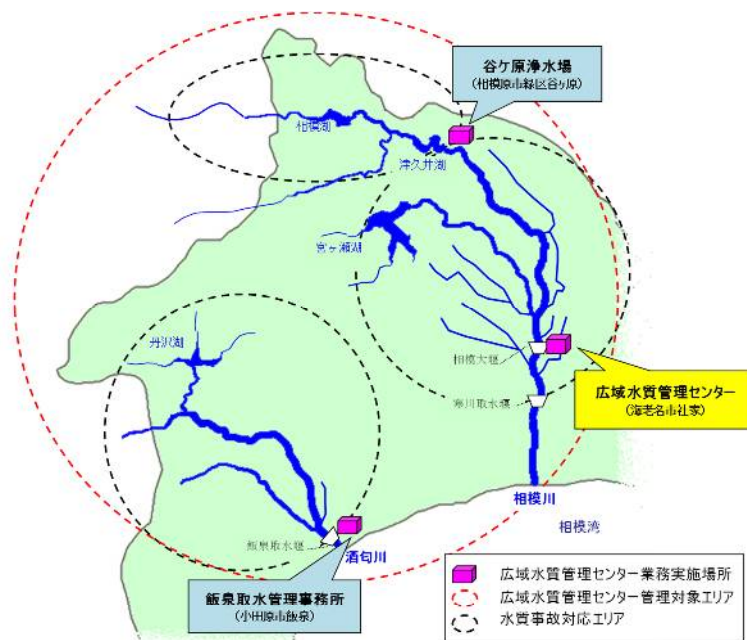 谷ケ原浄水場
(相模原市緑区谷ヶ原)
相模湖
津久井湖
宮ヶ瀬湖
丹沢湖
相模大堰
広域水質管理センター
(海老名市社家)
寒川取水堰
相模川
相模湾
飯泉取水堰
酒匂川
飯泉取水管理事務所
(小田原市飯泉)
広域水質管理センター業務実施場所
広域水質管理センター管理対象エリア
水質事故対応エリア